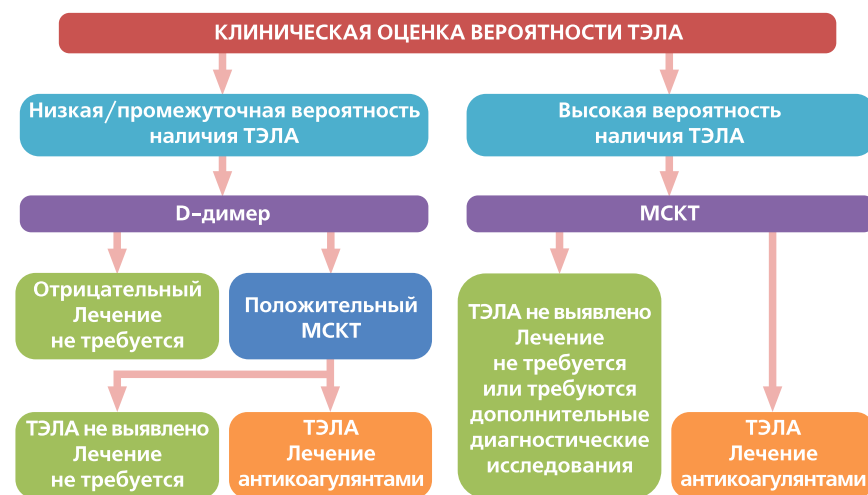 КЛИНИЧЕСКАЯ ОЦЕНКА ВЕРОЯТНОСТИ ТЭЛА
Низкая/промежуточная вероятность
наличия ТЭЛА
Высокая вероятность
наличия ТЭЛА
D-димер
МСКТ
Отрицательный
Лечение
не требуется
Положительный
МСКТ
ТЭЛА не выявлено
Лечение
не требуется
или требуются
дополнительные
диагностические
исследования
ТЭЛА не выявлено
Лечение
не требуется
ТЭЛА
Лечение
антикоагулянтами
ТЭЛА
Лечение
антикоагулянтами